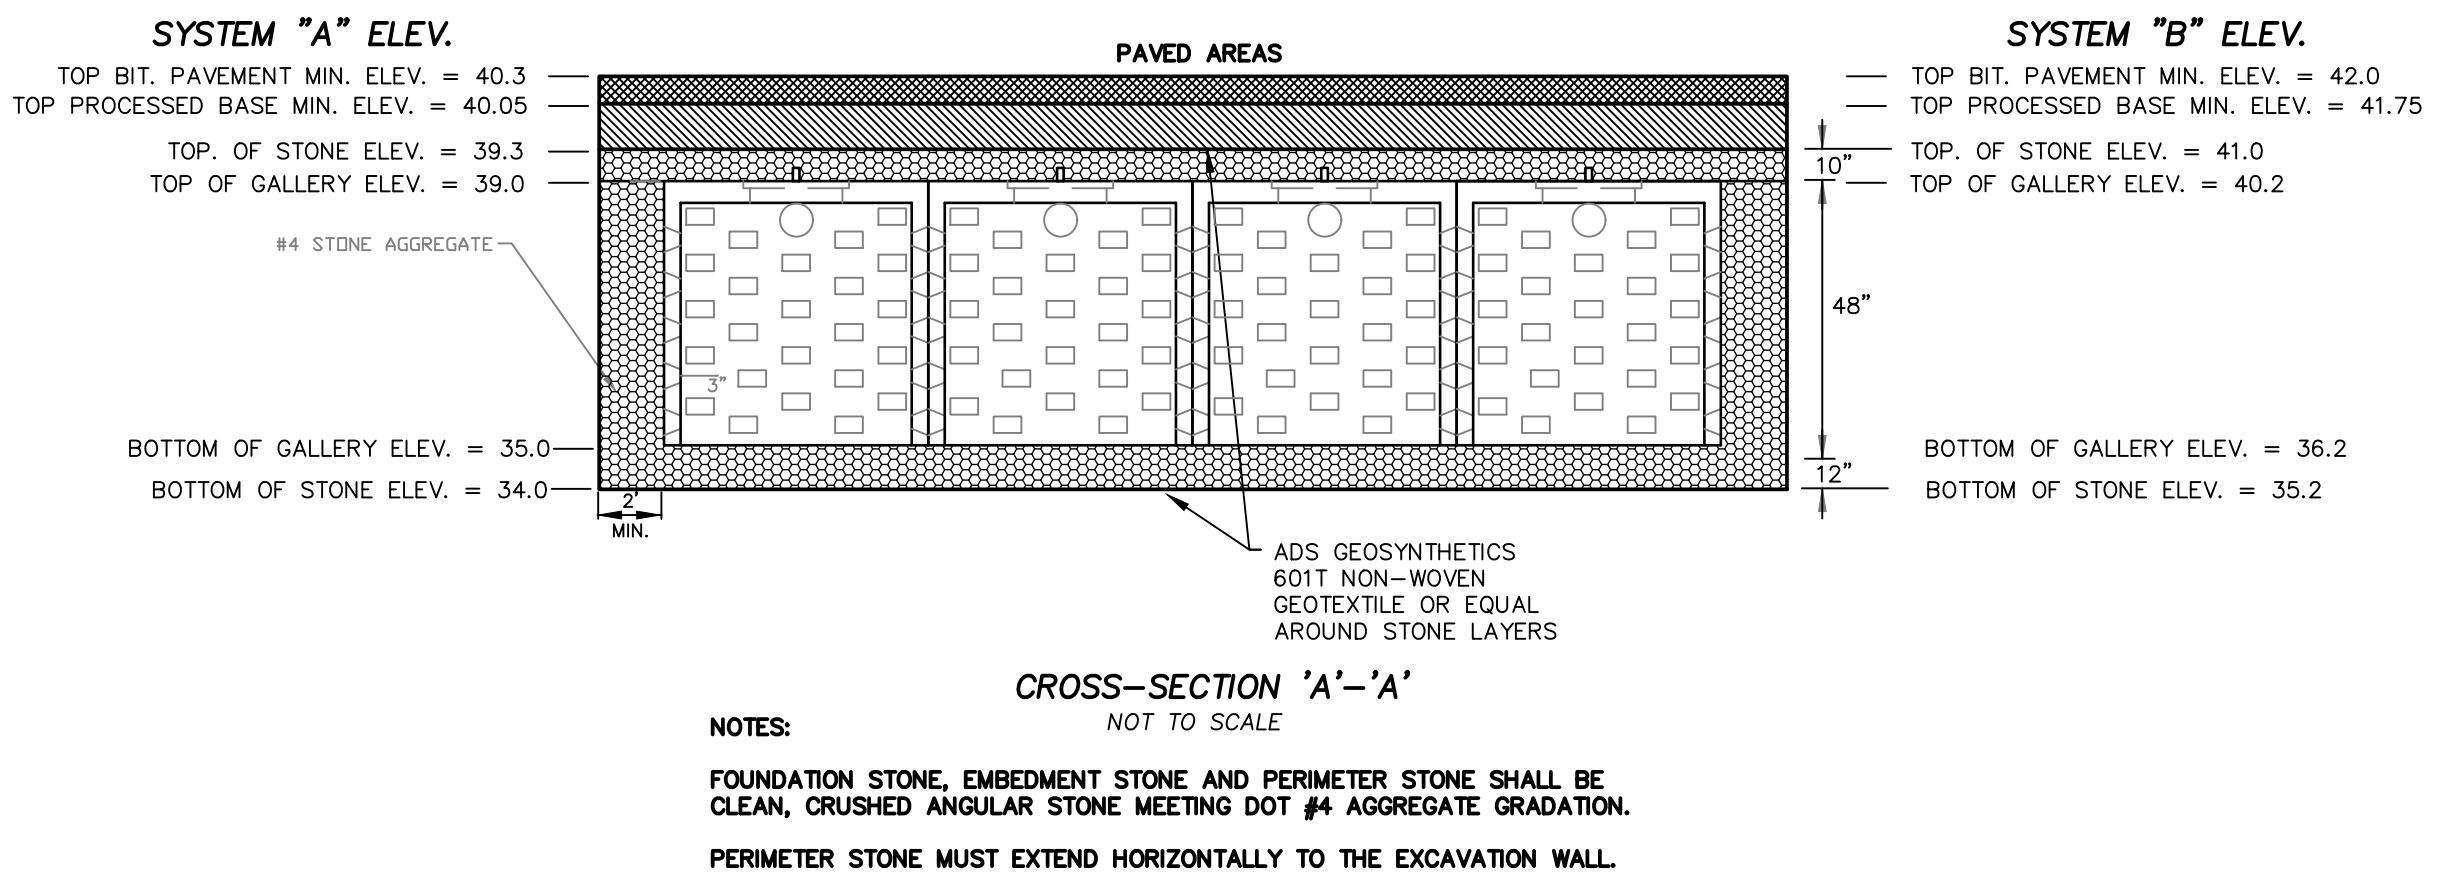 SYSTEM "A" ELEV.
TOP BIT. PAVEMENT MIN. ELEV. = 40.3
TOP PROCESSED BASE MIN. ELEV. = 40.05
TOP. OF STONE ELEV. = 39.3
TOP OF GALLERY ELEV. = 39.0
#4 STONE AGGREGATE
BOTTOM OF GALLERY ELEV. = 35.0
BOTTOM OF STONE ELEV. = 34.0
PAVED AREAS
3"
2'
MIN.
SYSTEM "B" ELEV.
TOP BIT. PAVEMENT MIN. ELEV. = 42.0
TOP PROCESSED BASE MIN. ELEV. = 41.75
TOP. OF STONE ELEV. = 41.0
10"
TOP OF GALLERY ELEV. = 40.2
48"
BOTTOM OF GALLERY ELEV. = 36.2
12"
BOTTOM OF STONE ELEV. = 35.2
ADS GEOSYNTHETICS
601T NON-WOVEN
GEOTEXTILE OR EQUAL
AROUND STONE LAYERS
CROSS-SECTION 'A'-'A'
NOT TO SCALE
NOTES:
FOUNDATION STONE, EMBEDMENT STONE AND PERIMETER STONE SHALL BE
CLEAN, CRUSHED ANGULAR STONE MEETING DOT #4 AGGREGATE GRADATION.
PERIMETER STONE MUST EXTEND HORIZONTALLY TO THE EXCAVATION WALL.